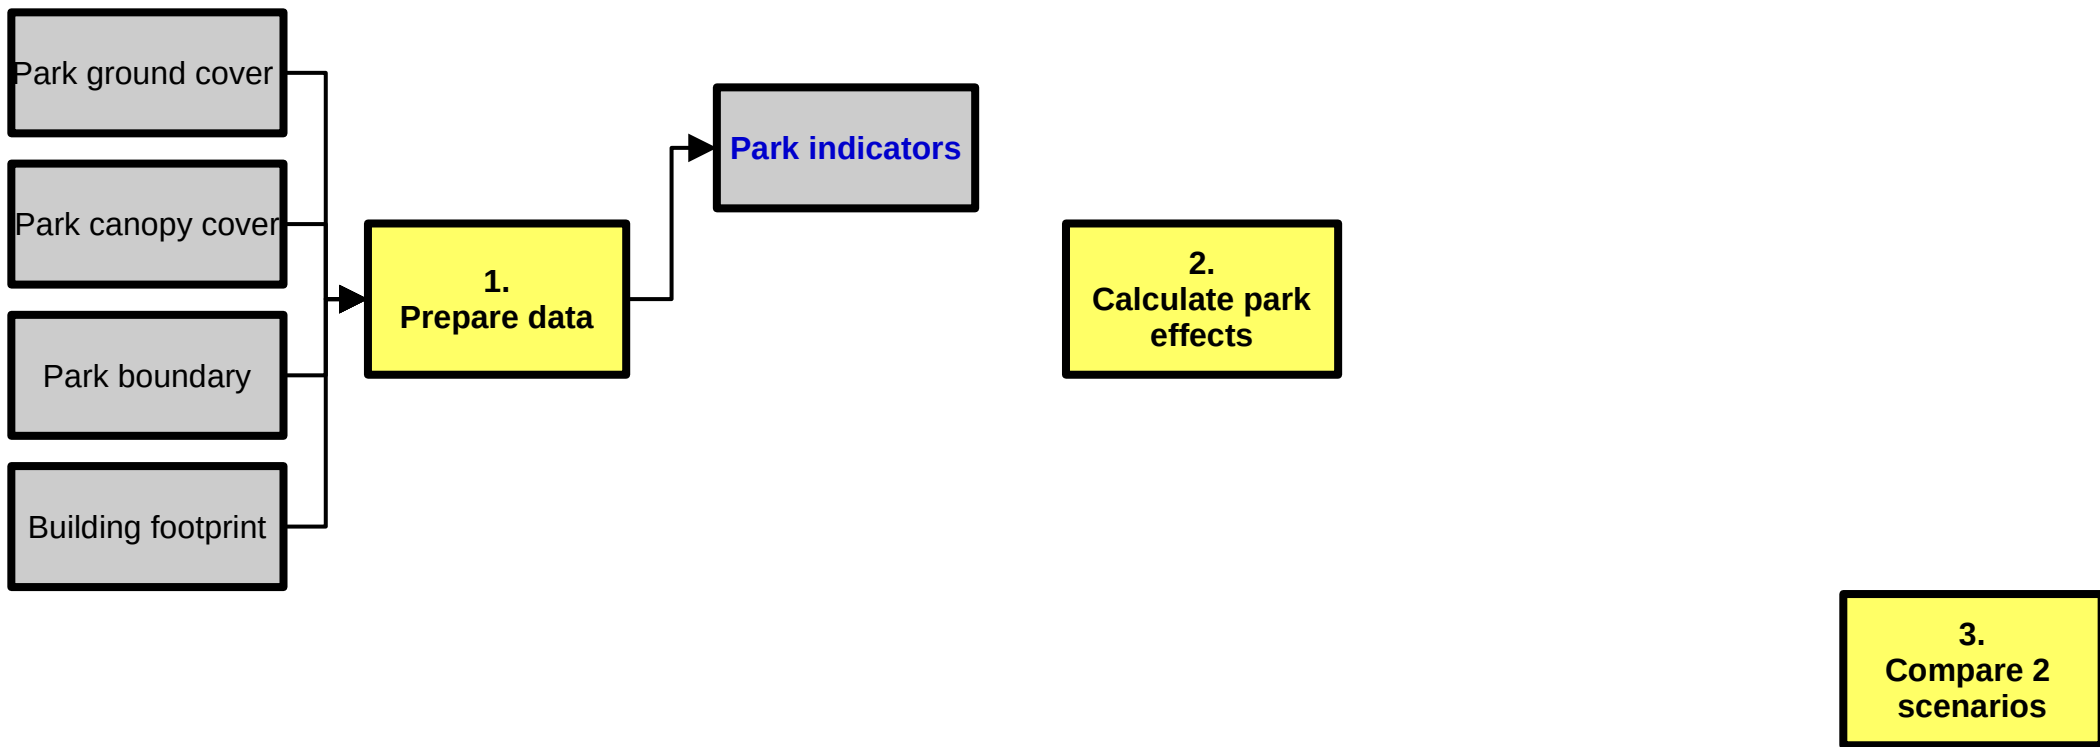 Park ground cover
Park canopy cover
Park boundary
Building footprint
1.
Prepare data
Park indicators
2.
Calculate park
effects
3.
Compare 2
scenarios